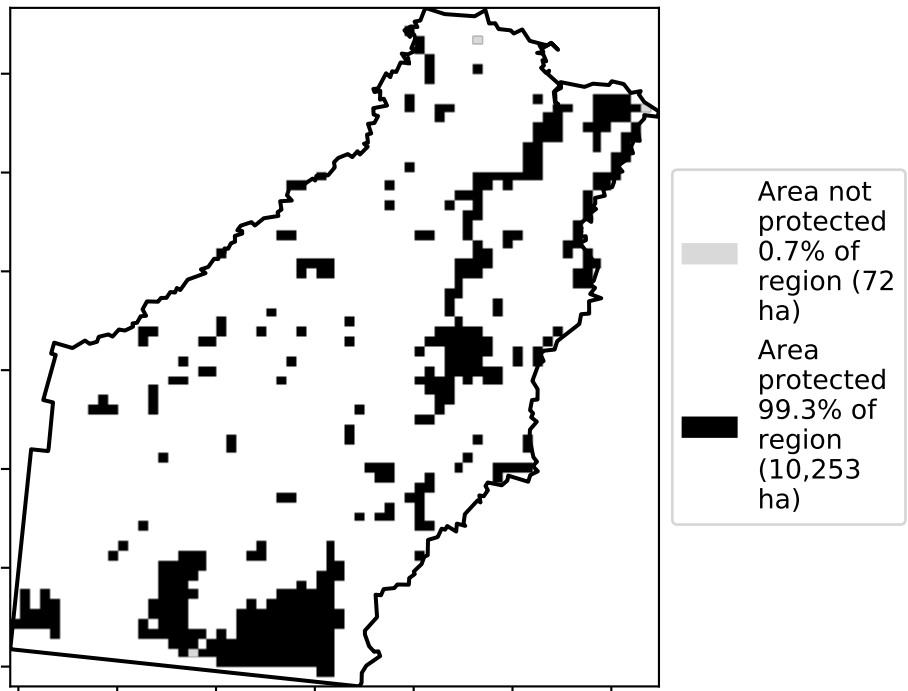 Area not
protected
0.7% of
region (72
ha)
Area
protected
99.3% of
region
(10,253
ha)